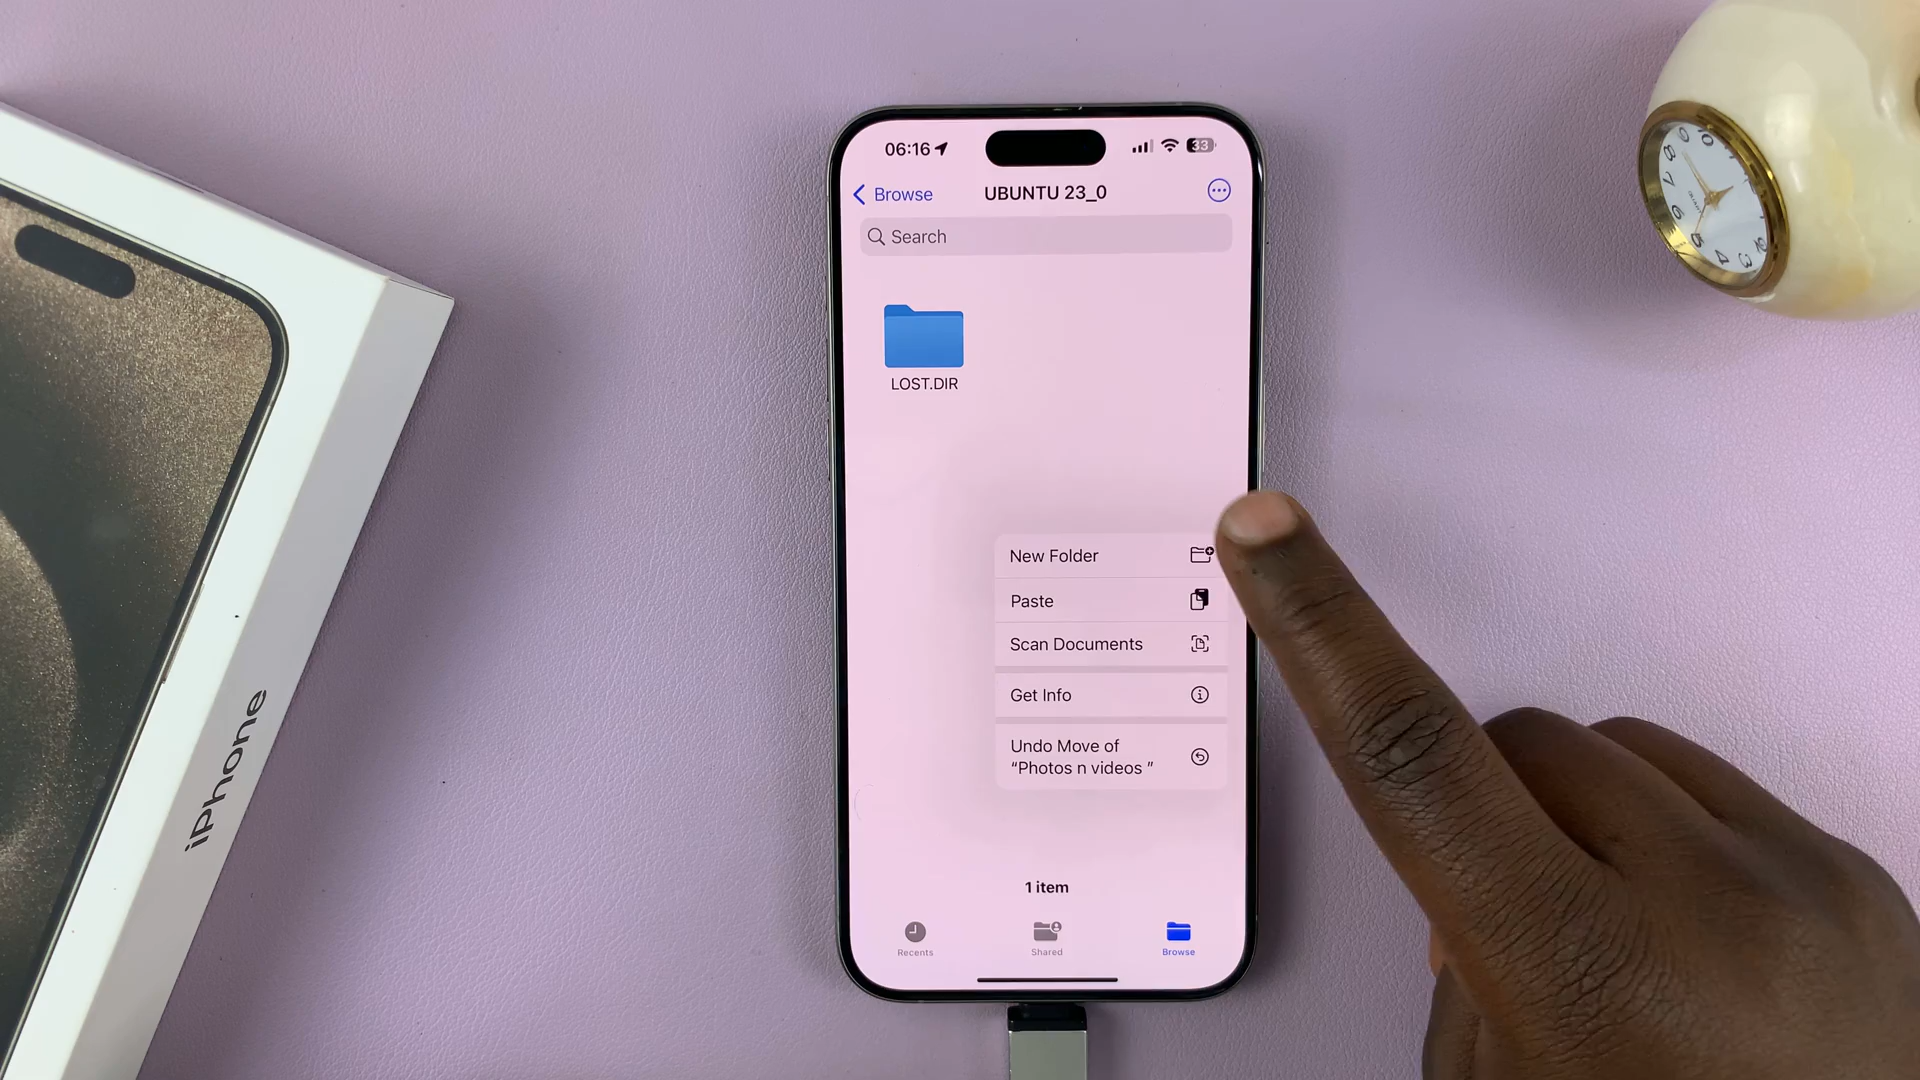 06:16
33
Browse
UBUNTU 23_0
Search
LOST.DIR
New Folder
Paste
Scan Documents
Get Info
Undo Move of
“Photos n videos ”
1 item
Recents
Shared
Browse
iPhone